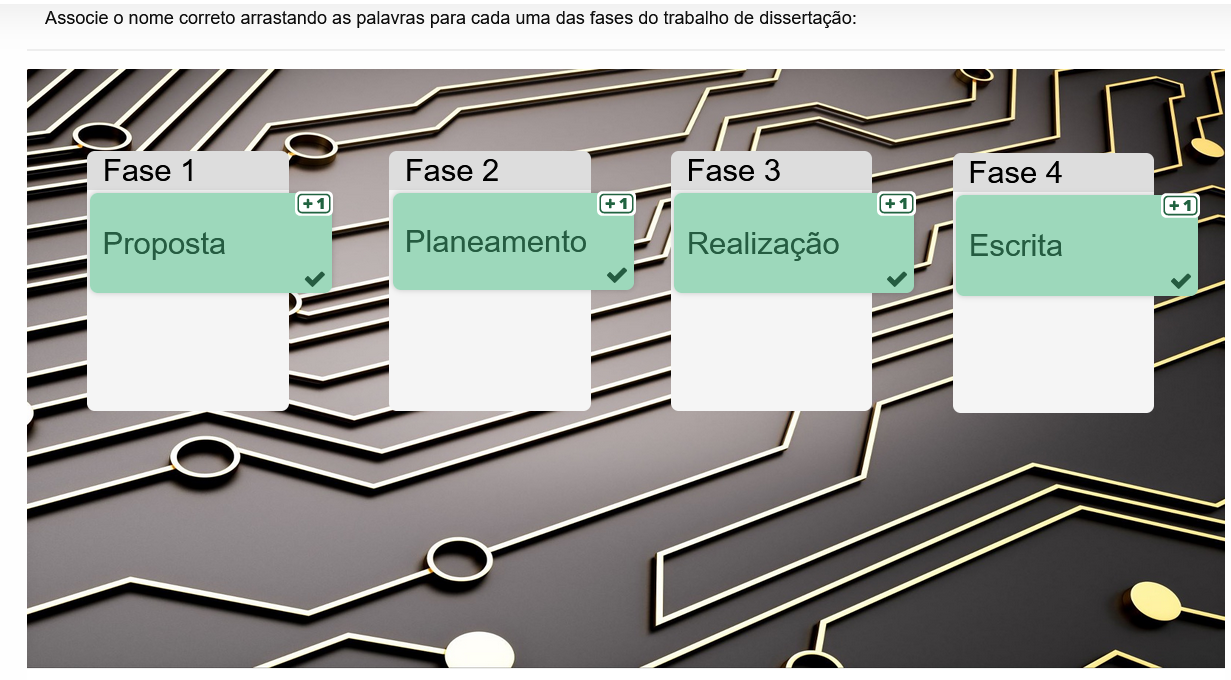 Associe o nome correto arrastando as palavras para cada uma das fases do trabalho de dissertação:
Fase 1
+1
Proposta
Fase 2
+1
Planeamento
Fase 3
+1
Realização
Fase 4
+1
Escrita